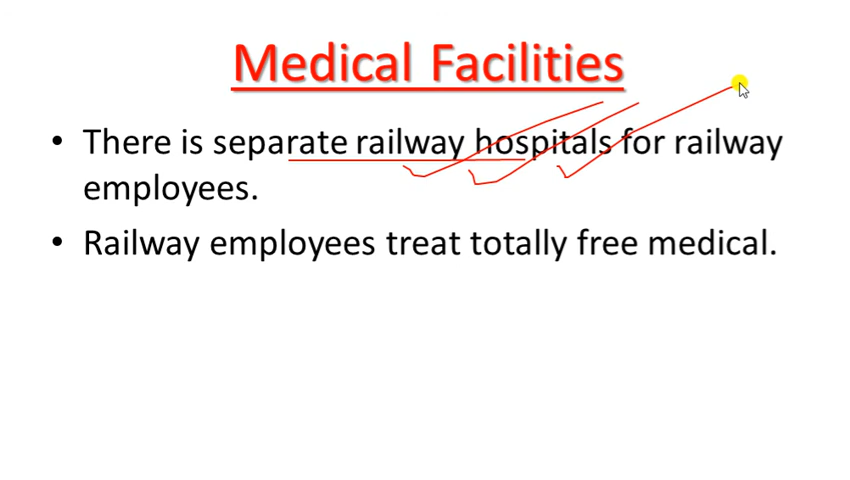 Medical Facilities
• There is separate railway hospitals for railway
employees.
• Railway employees treat totally free medical.